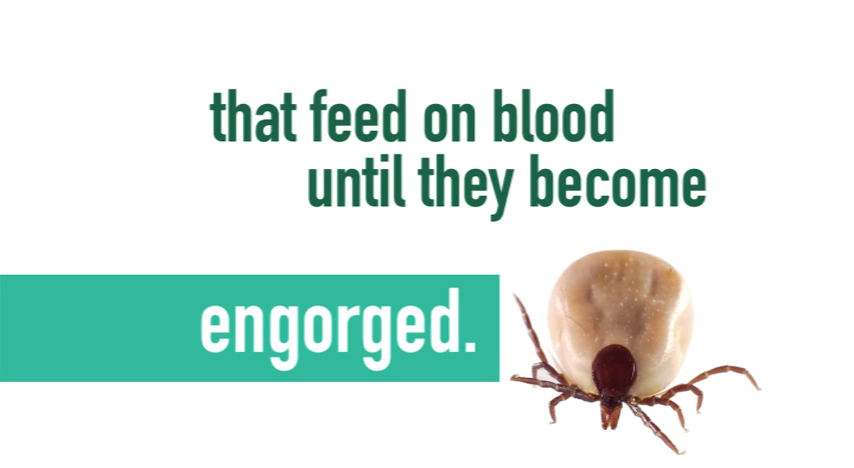 that feed on blood
until they become
engorged.